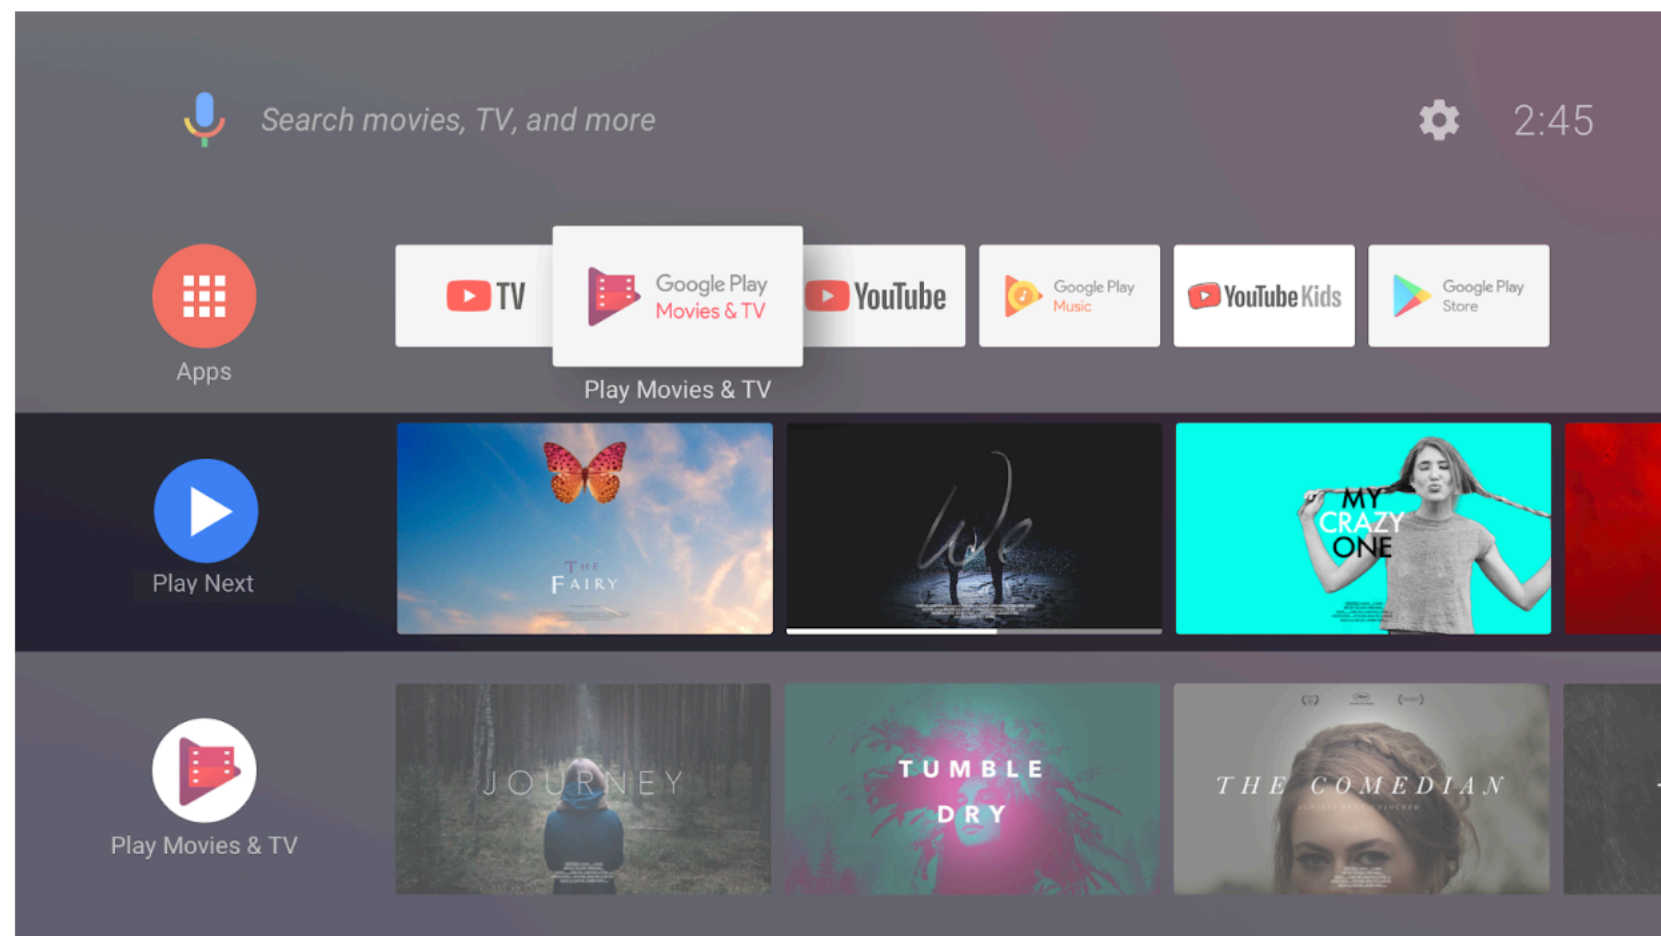 Search movies, TV, and more
2:45
TV
Google Play
Movies & TV
YouTube
Google Play
Music
YouTube Kids
Google Play
Store
Apps
Play Movies & TV
THE
FAIRY
We
MY
CRAZY
ONE
Play Next
JOURNEY
TUMBLE
DRY
THE COMEDIAN
Play Movies & TV